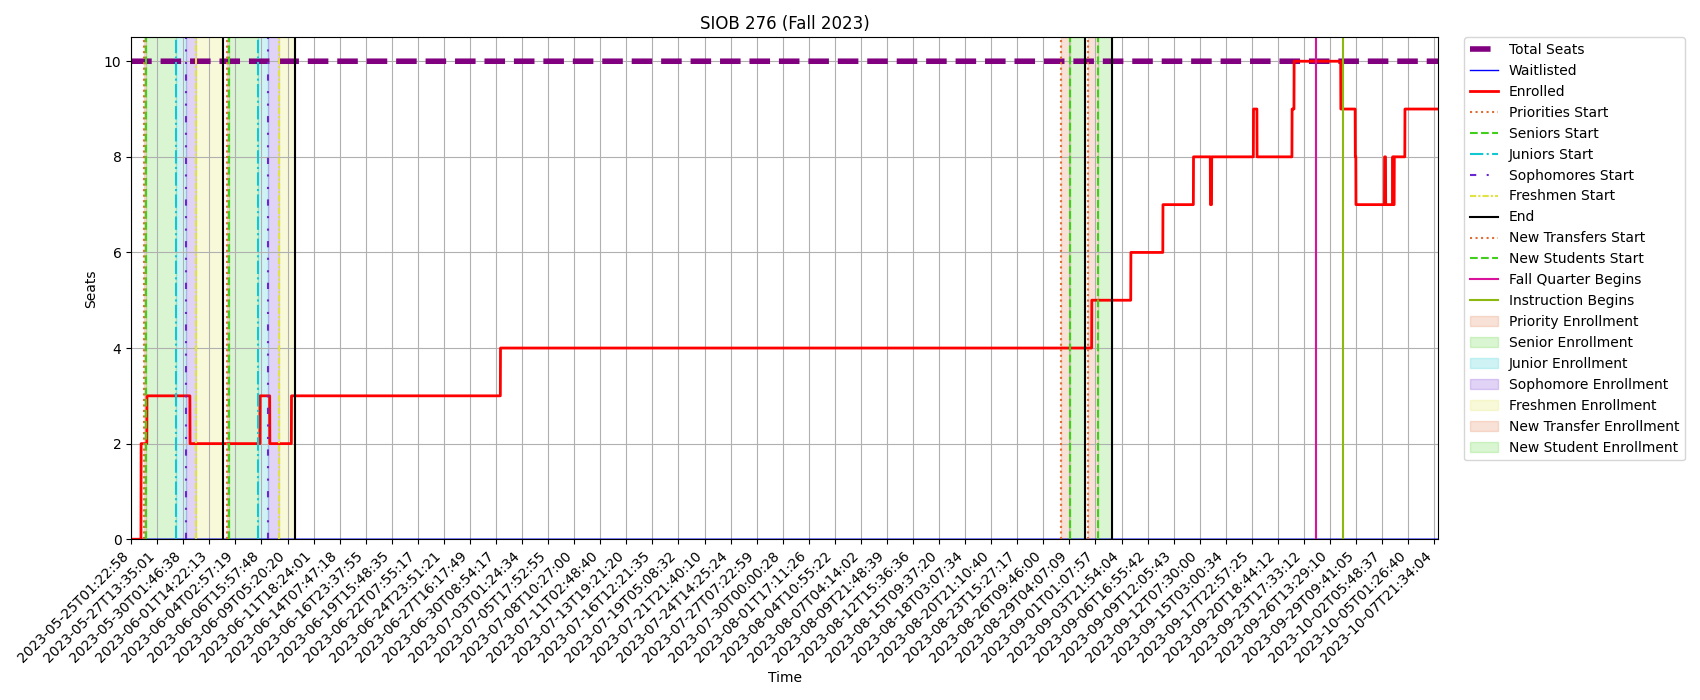 SIOB 276 (Fall 2023)
Seats
10
8
6
4
2
0
2023-05-25T01:22:58
2023-05-27T13:35:01
2023-05-30T01:46:38
2023-06-01T14:22:13
2023-06-04T02:57:19
2023-06-06T15:57:48
2023-06-09T05:20:20
2023-06-11T18:24:01
2023-06-14T07:47:18
2023-06-16T23:37:55
2023-06-19T15:48:35
2023-06-22T07:55:17
2023-06-24T23:51:21
2023-06-27T16:17:49
2023-06-30T08:54:17
2023-07-03T01:24:34
2023-07-05T17:52:55
2023-07-08T10:27:00
2023-07-11T02:48:40
2023-07-13T19:21:20
2023-07-16T12:21:35
2023-07-19T05:08:32
2023-07-21T21:40:10
2023-07-24T14:25:24
2023-07-27T07:22:59
2023-07-30T00:00:28
2023-08-01T17:11:26
2023-08-04T10:55:22
2023-08-07T04:14:02
2023-08-09T21:48:39
2023-08-12T15:36:36
2023-08-15T09:37:20
2023-08-18T03:07:34
2023-08-20T21:10:40
2023-08-23T15:27:17
2023-08-26T09:46:00
2023-08-29T04:07:09
2023-09-01T01:07:57
2023-09-03T21:54:04
2023-09-06T16:55:42
2023-09-09T12:05:43
2023-09-12T07:30:00
2023-09-15T03:00:34
2023-09-17T22:57:25
2023-09-20T18:44:12
2023-09-23T17:33:12
2023-09-26T13:29:10
2023-09-29T09:41:05
2023-10-02T05:48:37
2023-10-05T01:26:40
2023-10-07T21:34:04
Time
Total Seats
Waitlisted
Enrolled
Priorities Start
Seniors Start
Juniors Start
Sophomores Start
Freshmen Start
End
New Transfers Start
New Students Start
Fall Quarter Begins
Instruction Begins
Priority Enrollment
Senior Enrollment
Junior Enrollment
Sophomore Enrollment
Freshmen Enrollment
New Transfer Enrollment
New Student Enrollment